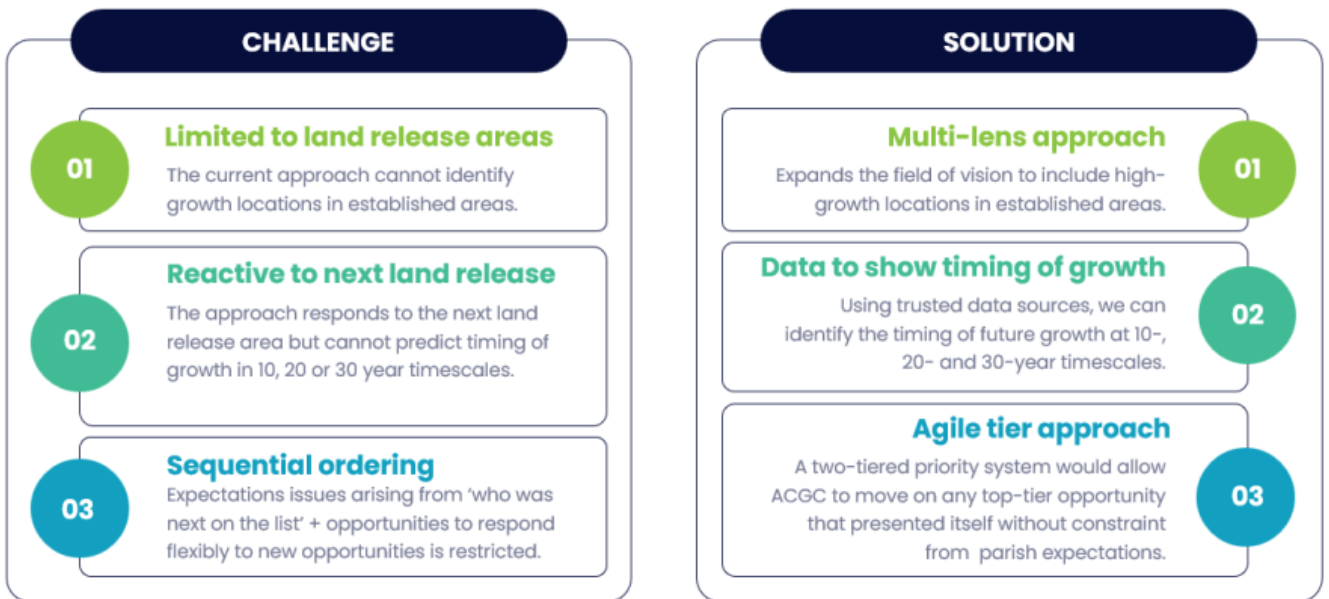 CHALLENGE
01
Limited to land release areas
The current approach cannot identify
growth locations in established areas.
02
Reactive to next land release
The approach responds to the next land
release area but cannot predict timing of
growth in 10, 20 or 30 year timescales.
03
Sequential ordering
Expectations issues arising from ‘who was
next on the list’ + opportunities to respond
flexibly to new opportunities is restricted.
SOLUTION
Multi-lens approach
Expands the field of vision to include high-
growth locations in established areas.
01
Data to show timing of growth
Using trusted data sources, we can
identify the timing of future growth at 10-,
20- and 30-year timescales.
02
Agile tier approach
A two-tiered priority system would allow
ACGC to move on any top-tier opportunity
that presented itself without constraint
from  parish expectations.
03